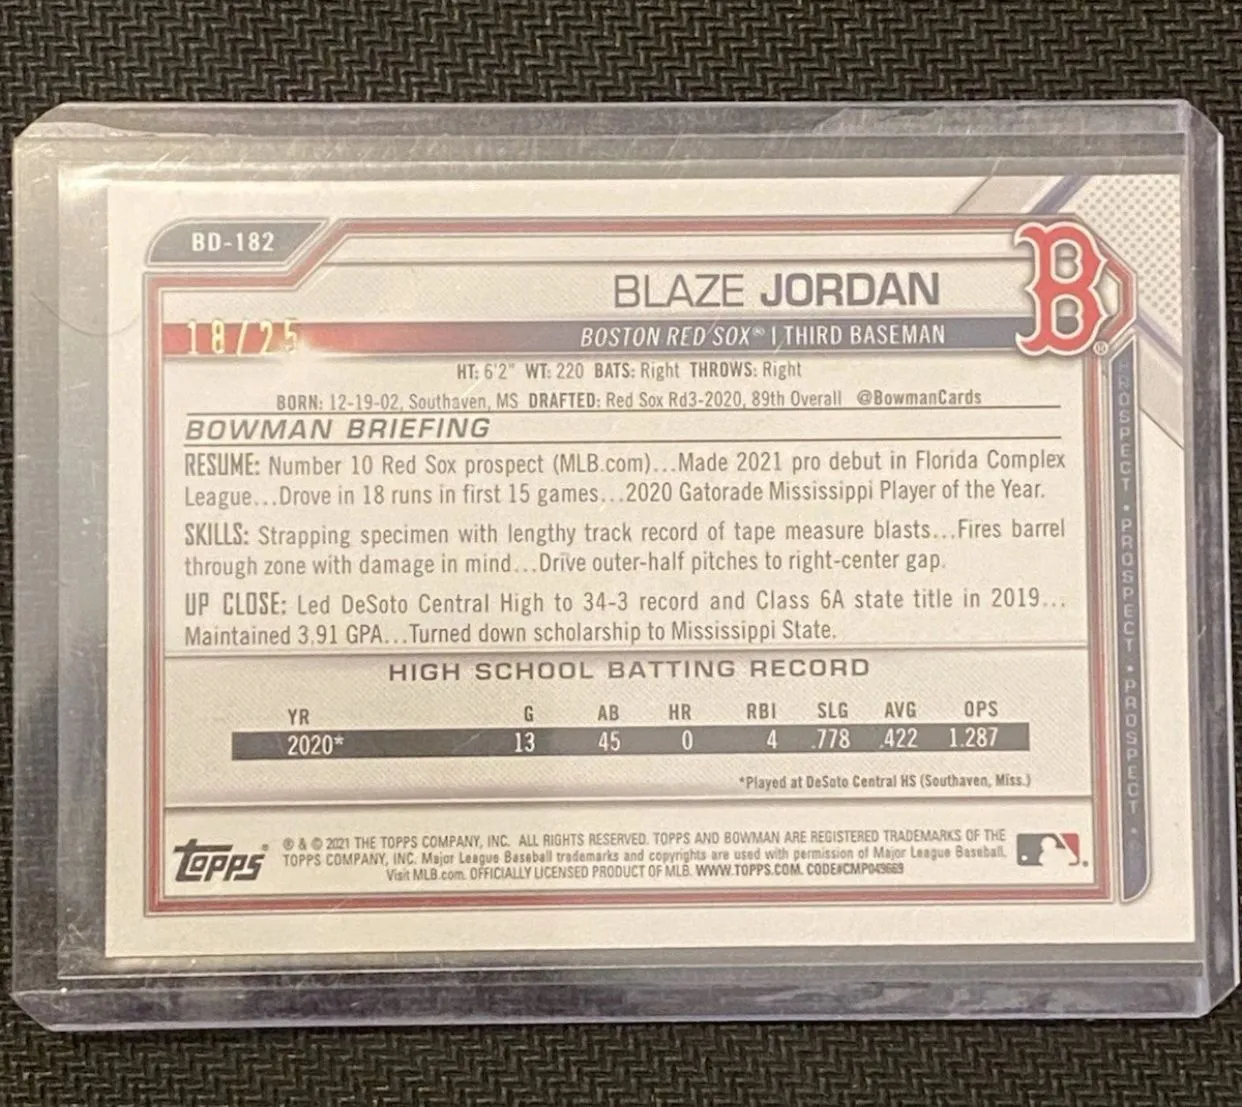 BD-182
BLAZE JORDAN
18/25
BOSTON RED SOX® | THIRD BASEMAN
B
®
HT: 6'2" WT: 220 BATS: Right THROWS: Right
BORN: 12-19-02, Southaven, MS DRAFTED: Red Sox Rd3-2020, 89th Overall @BowmanCards
BOWMAN BRIEFING
RESUME: Number 10 Red Sox prospect (MLB.com)...Made 2021 pro debut in Florida Complex
League...Drove in 18 runs in first 15 games...2020 Gatorade Mississippi Player of the Year.
SKILLS: Strapping specimen with lengthy track record of tape measure blasts...Fires barrel
through zone with damage in mind...Drive outer-half pitches to right-center gap.
UP CLOSE: Led DeSoto Central High to 34-3 record and Class 6A state title in 2019...
Maintained 3.91 GPA...Turned down scholarship to Mississippi State.
PROSPECT • PROSPECT • PROSPECT •
HIGH SCHOOL BATTING RECORD
YR G AB HR RBI SLG AVG OPS
2020* 13 45 0 4 .778 .422 1.287
*Played at DeSoto Central HS (Southaven, Miss.)
Topps®
® & © 2021 THE TOPPS COMPANY, INC. ALL RIGHTS RESERVED. TOPPS AND BOWMAN ARE REGISTERED TRADEMARKS OF THE
TOPPS COMPANY, INC. Major League Baseball trademarks and copyrights are used with permission of Major League Baseball.
Visit MLB.com. OFFICIALLY LICENSED PRODUCT OF MLB. WWW.TOPPS.COM. CODE#CMP049669